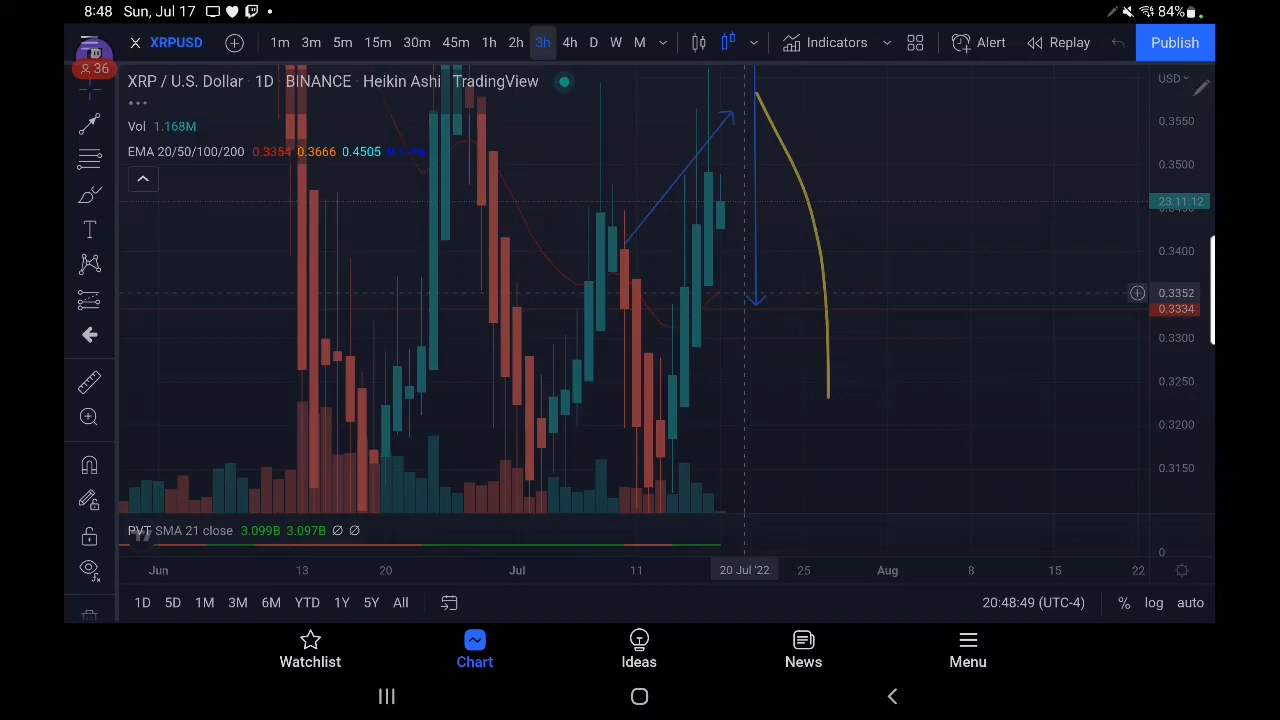 8:48 Sun, Jul 17 84%
36
XRPUSD 1m 3m 5m 15m 30m 45m 1h 2h 3h 4h D W M Indicators Alert Replay Publish
XRP / U.S. Dollar · 1D · BINANCE · Heikin Ashi · TradingView
USD
Vol 1.168M
EMA 20/50/100/200 0.3354 0.3666 0.4505
0.3550
0.3500
23:11:12
0.3400
0.3352
0.3334
0.3300
0.3250
0.3200
0.3150
PVT SMA 21 close 3.099B 3.097B Ø Ø
0
Jun 13 20 Jul 11 20 Jul '22 25 Aug 8 15 22
1D 5D 1M 3M 6M YTD 1Y 5Y All 20:48:49 (UTC-4) % log auto
Watchlist Chart Ideas News Menu